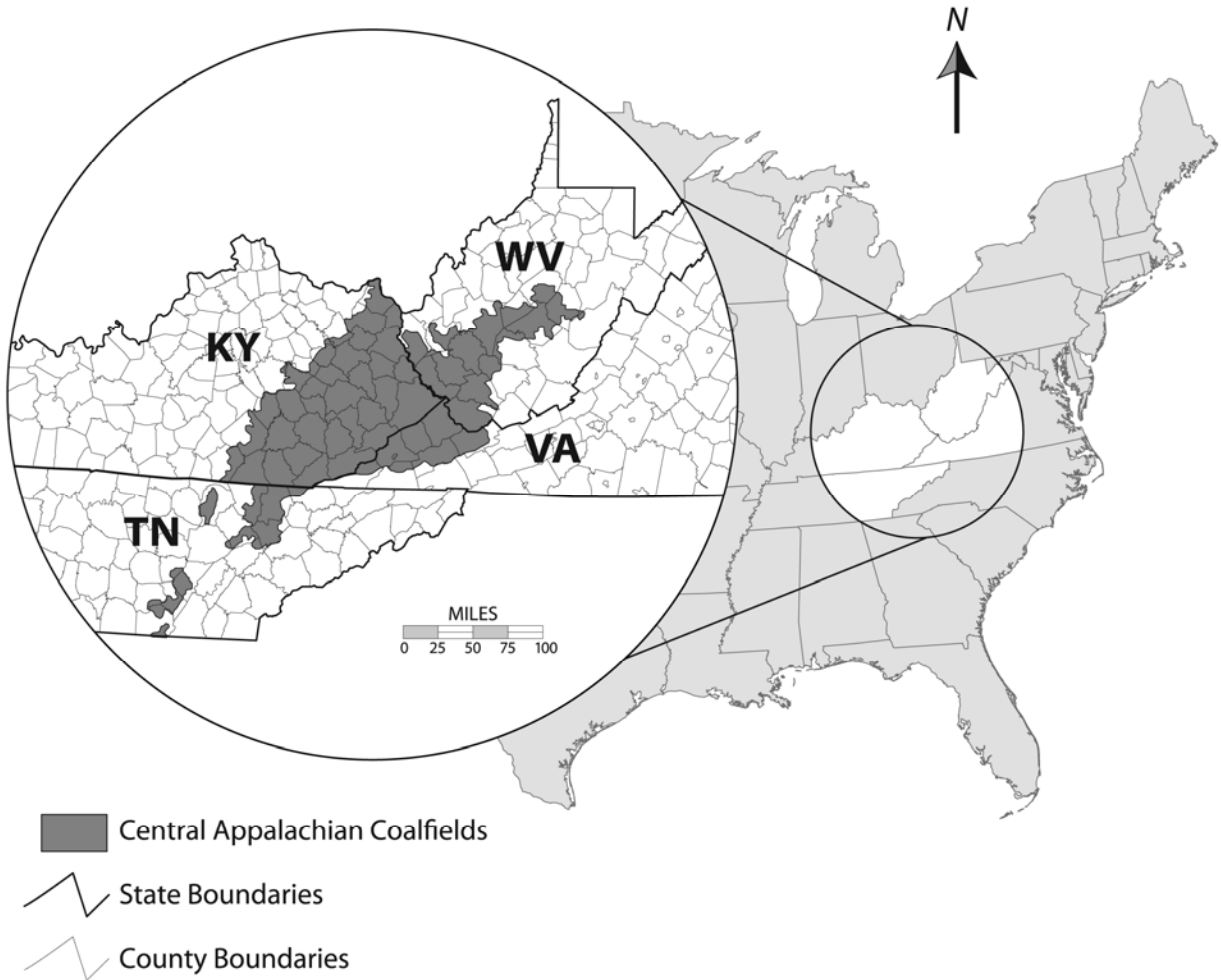 N
WV
KY
VA
TN
MILES
0 25 50 75 100
Central Appalachian Coalfields
State Boundaries
County Boundaries